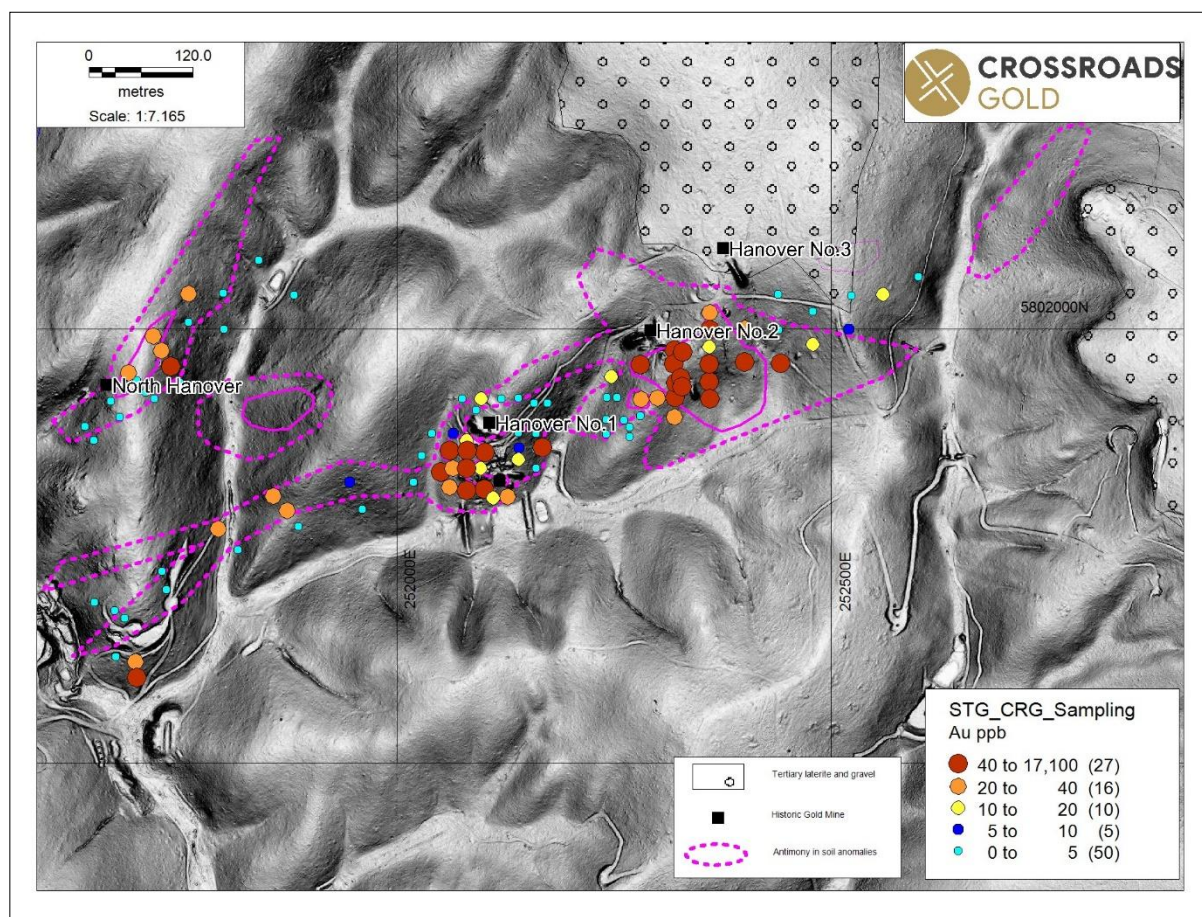 0 120.0
metres
Scale: 1:7.165
CROSSROADS
GOLD
Hanover No.3
5802000N
Hanover No.2
North Hanover
Hanover No.1
252000E
252500E
STG_CRG_Sampling
Au ppb
40 to 17,100 (27)
20 to 40 (16)
10 to 20 (10)
5 to 10 (5)
0 to 5 (50)
Tertiary laterite and gravel
Historic Gold Mine
Antimony in soil anomalies